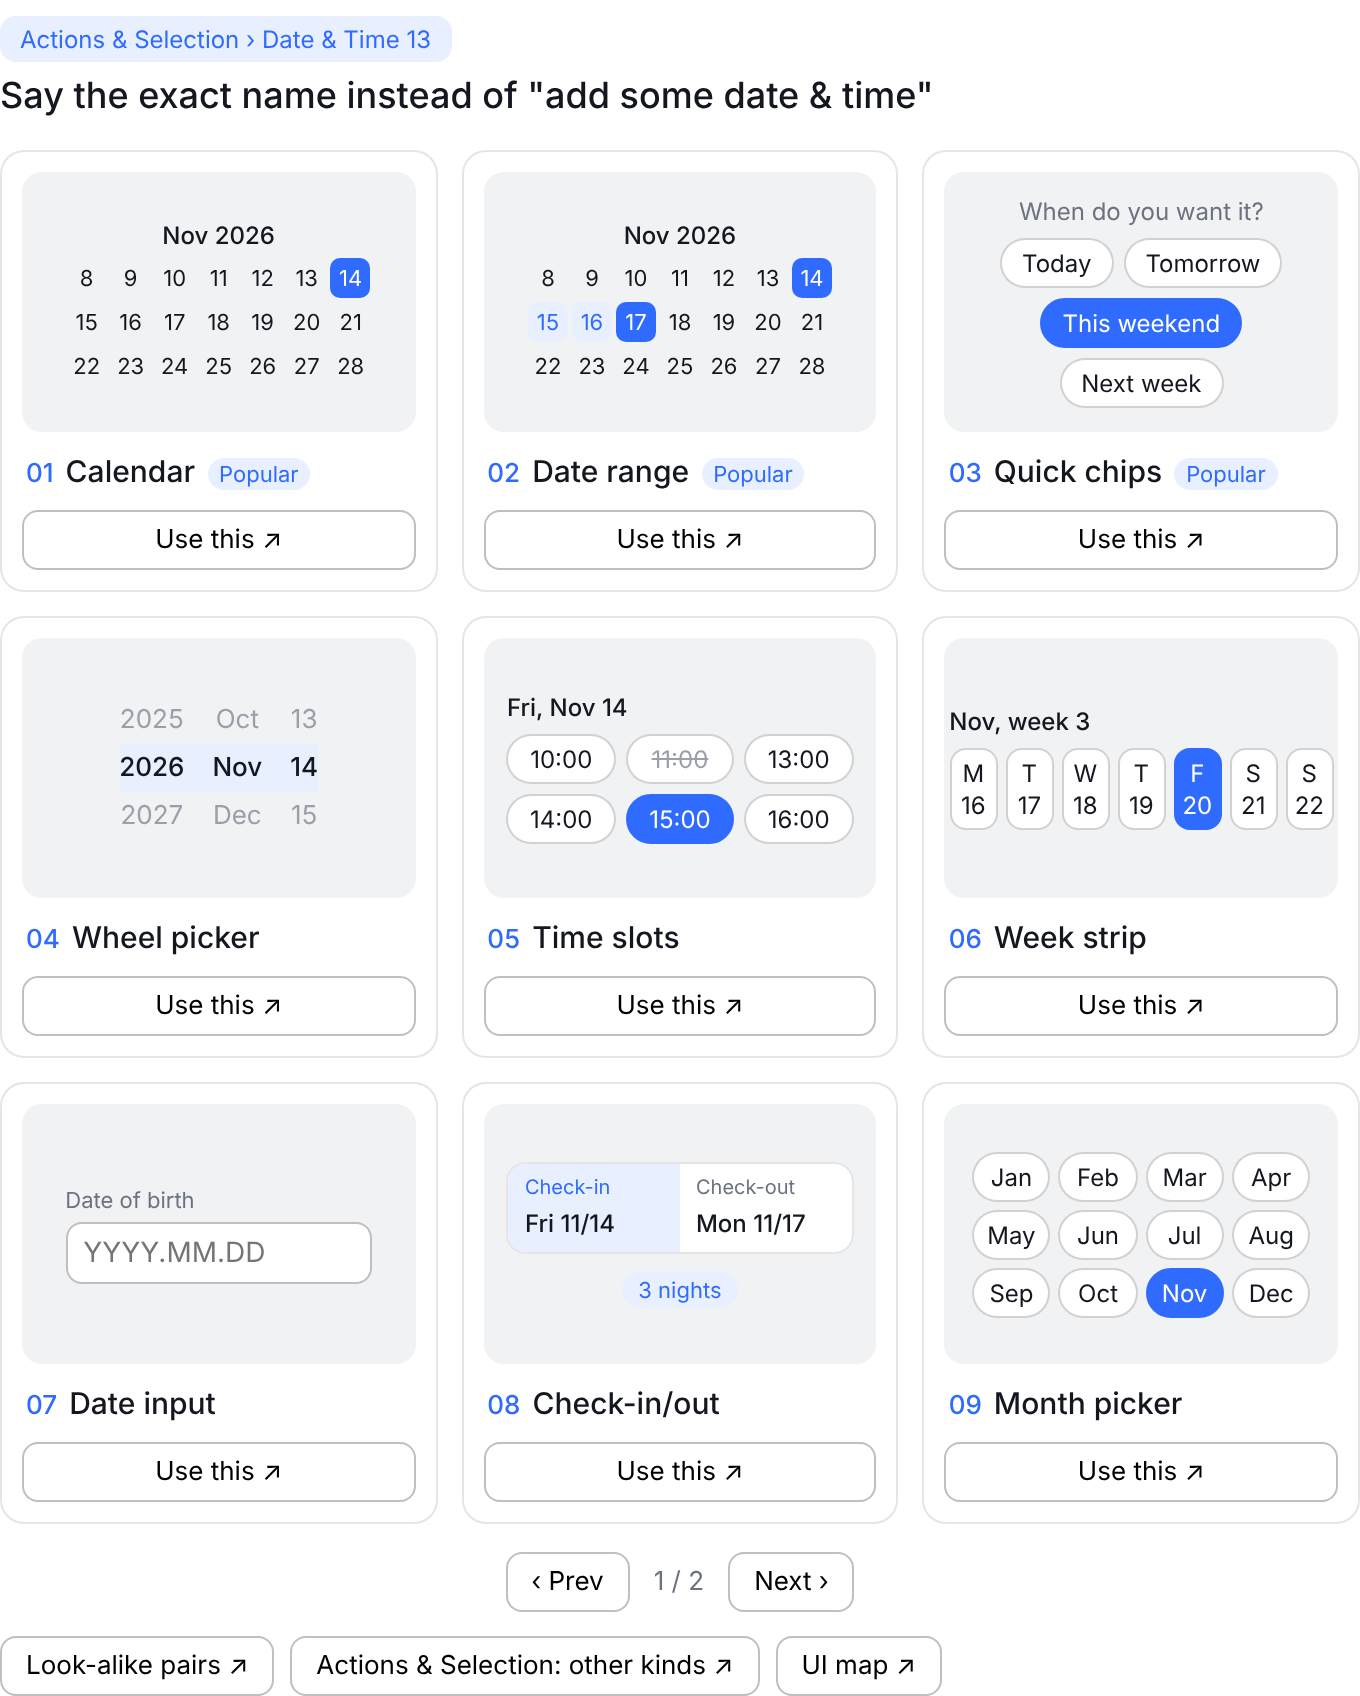 Actions & Selection › Date & Time 13
Say the exact name instead of "add some date & time"
Nov 2026
8 9 10 11 12 13 14
15 16 17 18 19 20 21
22 23 24 25 26 27 28
01 Calendar Popular
Use this ↗
Nov 2026
8 9 10 11 12 13 14
15 16 17 18 19 20 21
22 23 24 25 26 27 28
02 Date range Popular
Use this ↗
When do you want it?
Today Tomorrow
This weekend
Next week
03 Quick chips Popular
Use this ↗
2025 Oct 13
2026 Nov 14
2027 Dec 15
04 Wheel picker
Use this ↗
Fri, Nov 14
10:00 11:00 13:00
14:00 15:00 16:00
05 Time slots
Use this ↗
Nov, week 3
M T W T F S S
16 17 18 19 20 21 22
06 Week strip
Use this ↗
Date of birth
YYYY.MM.DD
07 Date input
Use this ↗
Check-in Check-out
Fri 11/14 Mon 11/17
3 nights
08 Check-in/out
Use this ↗
Jan Feb Mar Apr
May Jun Jul Aug
Sep Oct Nov Dec
09 Month picker
Use this ↗
‹ Prev 1 / 2 Next ›
Look-alike pairs ↗ Actions & Selection: other kinds ↗ UI map ↗